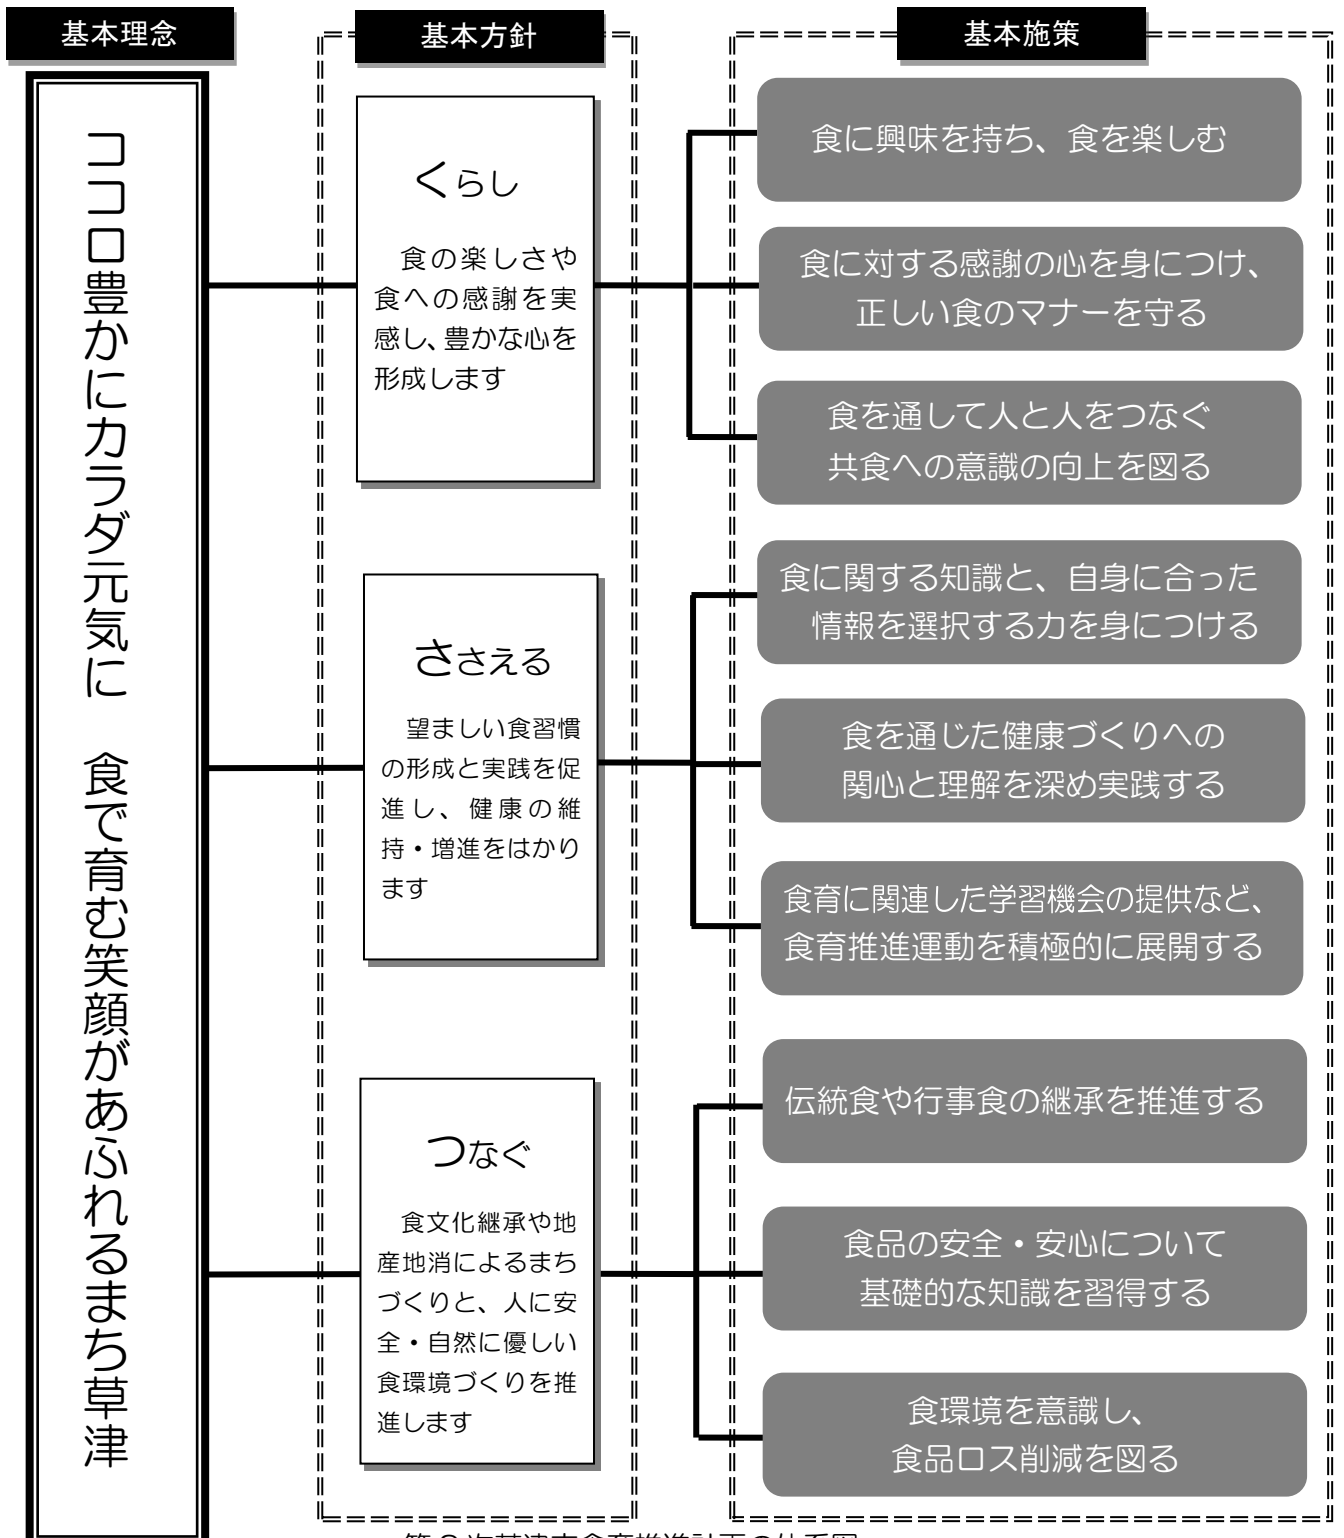 基本理念
ココロ豊かにカラダ元気に　食で育む笑顔があふれるまち草津
基本方針
くらし
食の楽しさや
食への感謝を実
感し、豊かな心を
形成します
ささえる
望ましい食習慣
の形成と実践を促
進し、健康の維
持・増進をはかり
ます
つなぐ
食文化継承や地
産地消によるまち
づくりと、人に安
全・自然に優しい
食環境づくりを推
進します
基本施策
食に興味を持ち、食を楽しむ
食に対する感謝の心を身につけ、
正しい食のマナーを守る
食を通して人と人をつなぐ
共食への意識の向上を図る
食に関する知識と、自身に合った
情報を選択する力を身につける
食を通じた健康づくりへの
関心と理解を深め実践する
食育に関連した学習機会の提供など、
食育推進運動を積極的に展開する
伝統食や行事食の継承を推進する
食品の安全・安心について
基礎的な知識を習得する
食環境を意識し、
食品ロス削減を図る